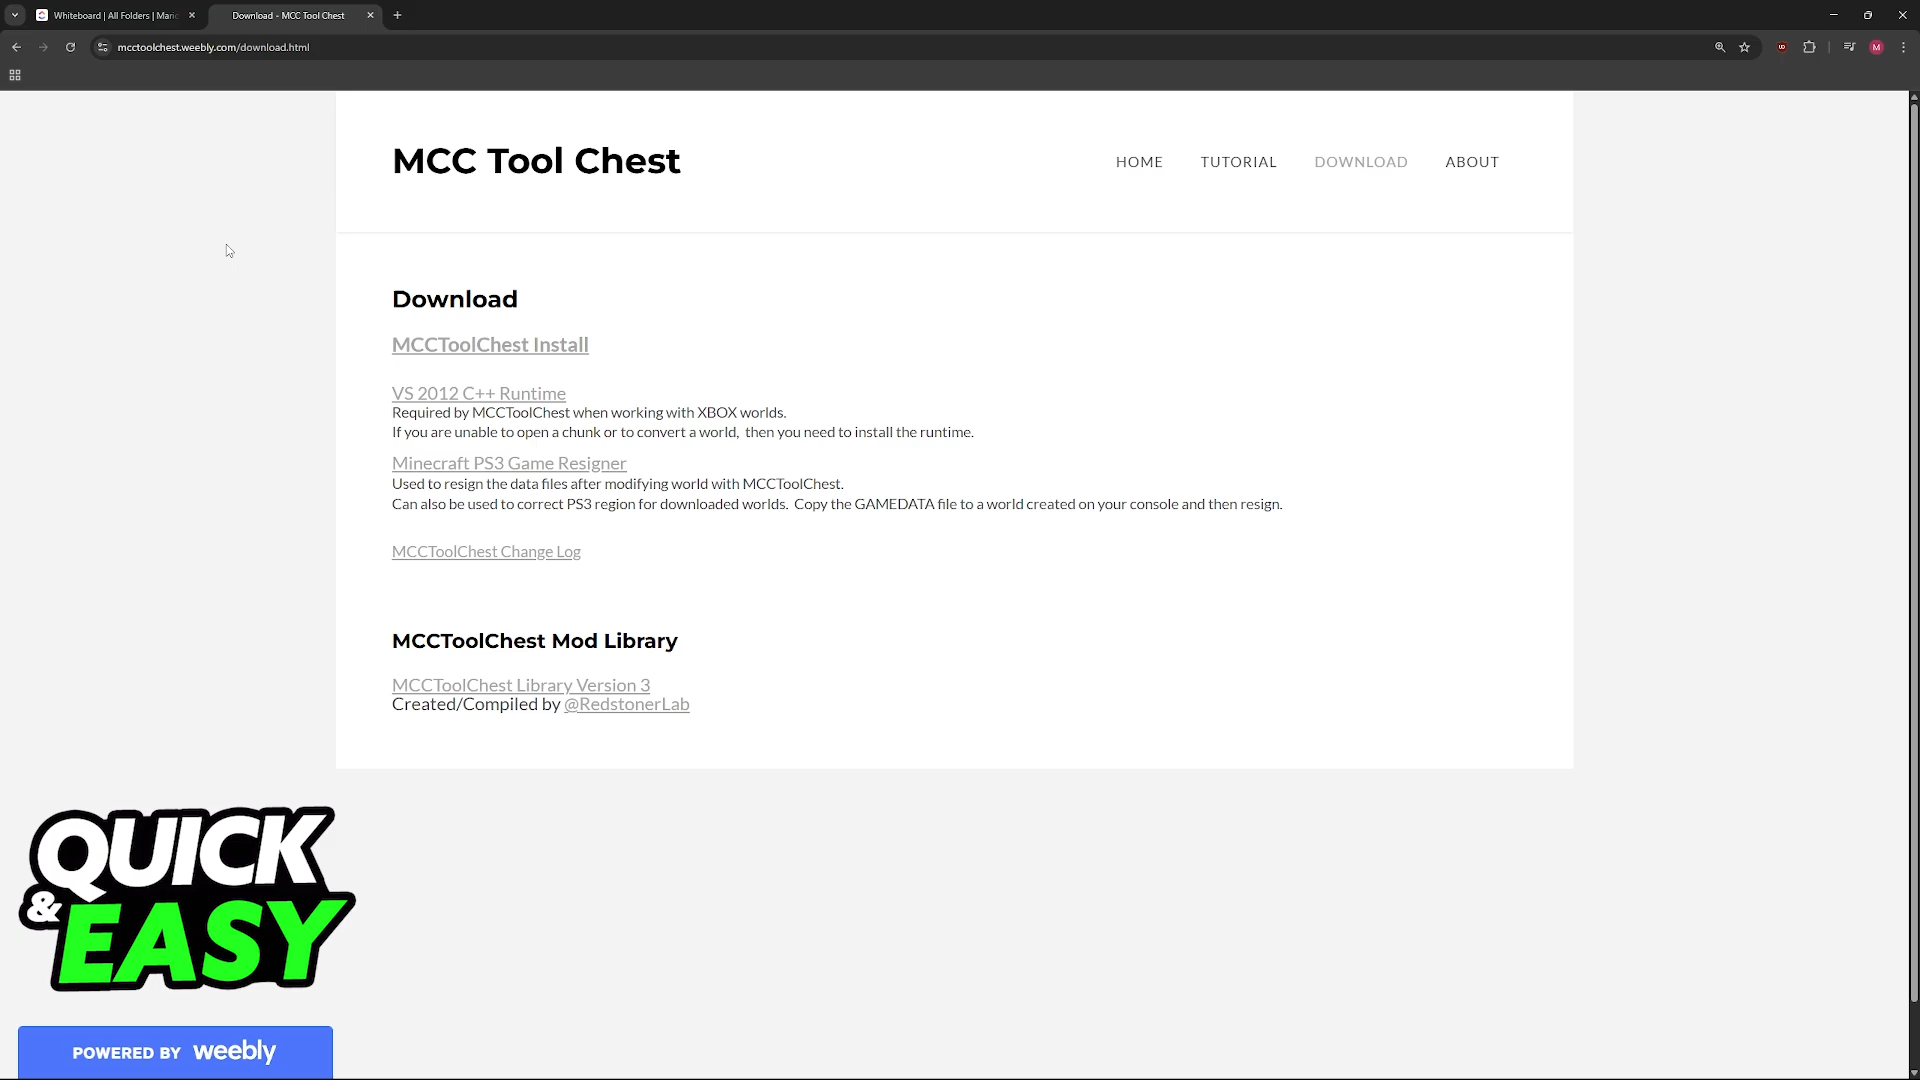 Whiteboard | All Folders | Maric
Download - MCC Tool Chest
mcctoolchest.weebly.com/download.html
M
MCC Tool Chest
HOME TUTORIAL DOWNLOAD ABOUT
Download
MCCToolChest Install
VS 2012 C++ Runtime
Required by MCCToolChest when working with XBOX worlds.
If you are unable to open a chunk or to convert a world, then you need to install the runtime.
Minecraft PS3 Game Resigner
Used to resign the data files after modifying world with MCCToolChest.
Can also be used to correct PS3 region for downloaded worlds. Copy the GAMEDATA file to a world created on your console and then resign.
MCCToolChest Change Log
MCCToolChest Mod Library
MCCToolChest Library Version 3
Created/Compiled by @RedstonerLab
QUICK
& EASY
POWERED BY weebly